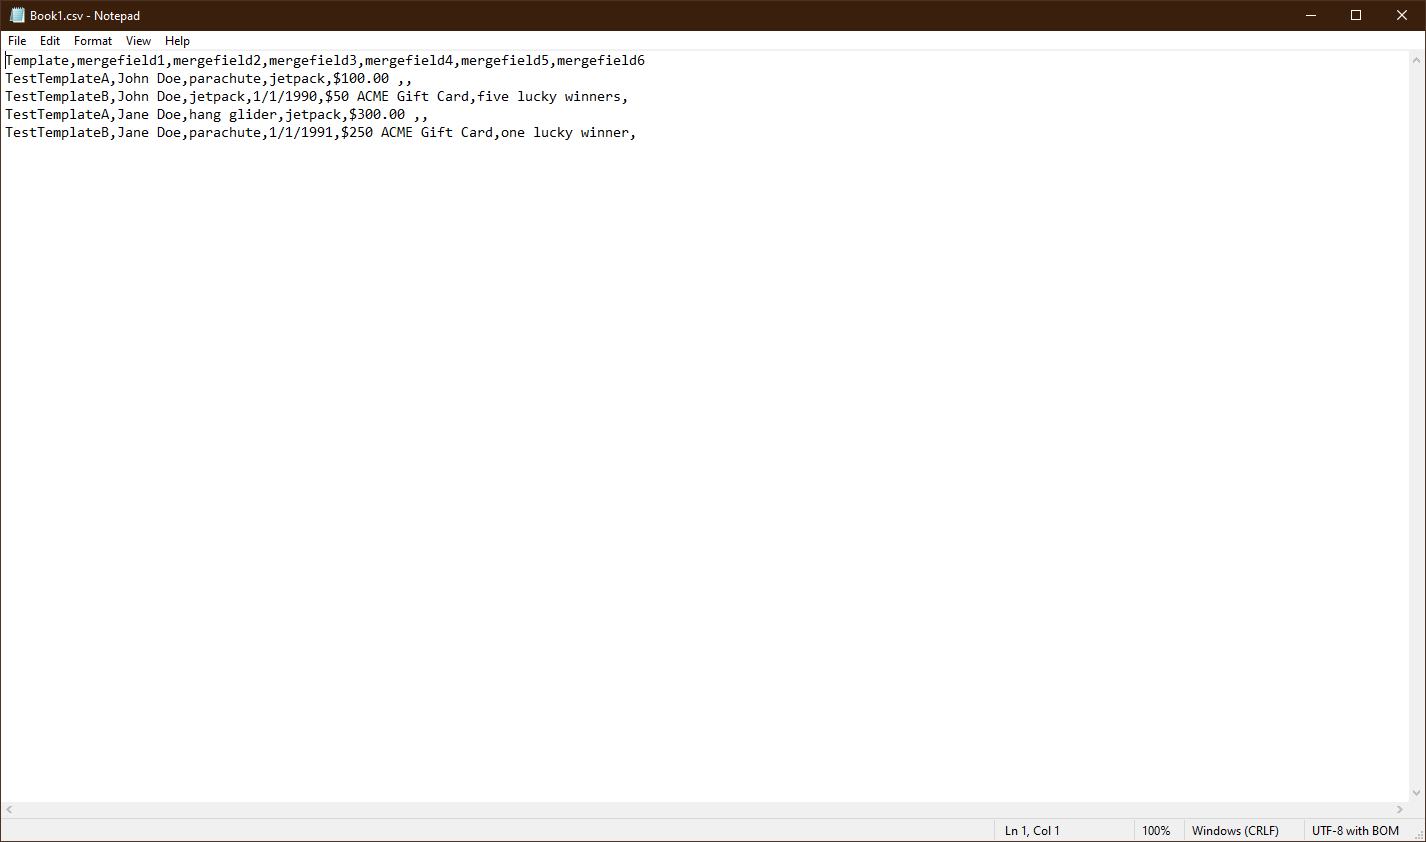 Book1.csv - Notepad
File Edit Format View Help
Template,mergefield1,mergefield2,mergefield3,mergefield4,mergefield5,mergefield6
TestTemplateA,John Doe,parachute,jetpack,$100.00 ,,
TestTemplateB,John Doe,jetpack,1/1/1990,$50 ACME Gift Card,five lucky winners,
TestTemplateA,Jane Doe,hang glider,jetpack,$300.00 ,,
TestTemplateB,Jane Doe,parachute,1/1/1991,$250 ACME Gift Card,one lucky winner,
Ln 1, Col 1 100% Windows (CRLF) UTF-8 with BOM